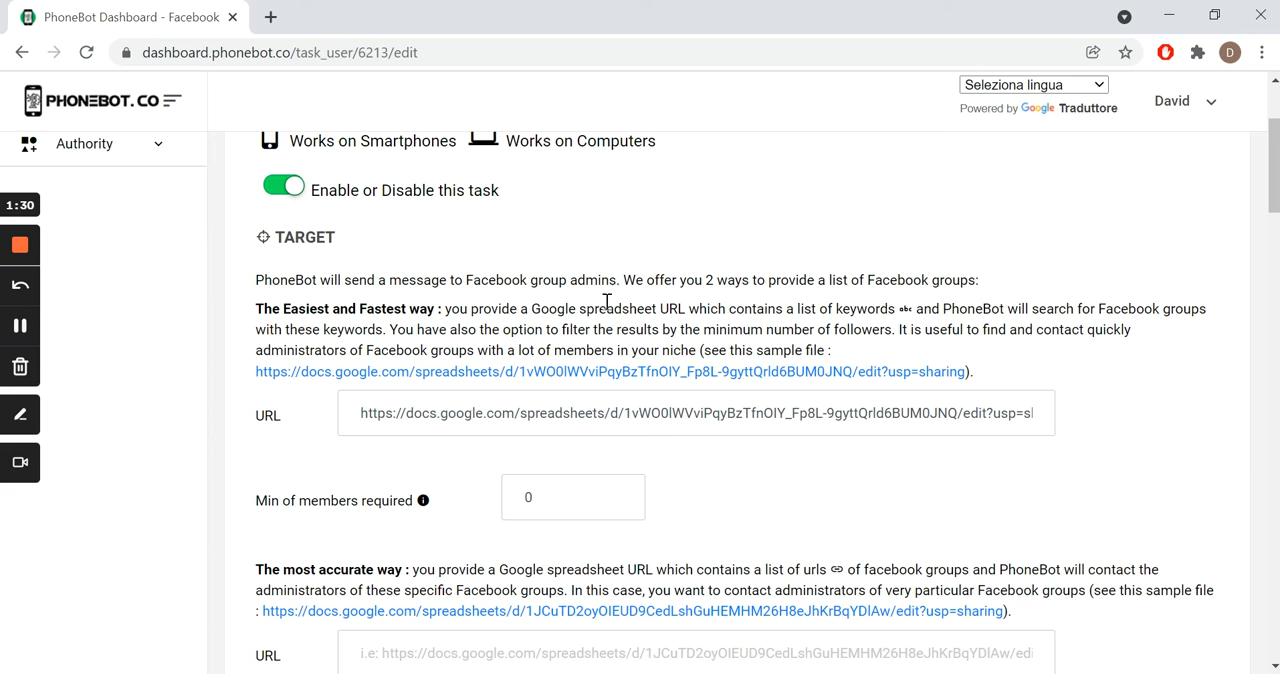 PhoneBot Dashboard - Facebook
dashboard.phonebot.co/task_user/6213/edit
D
PHONEBOT.CO
Seleziona lingua
Powered by Google Traduttore
David
Authority
Works on Smartphones Works on Computers
1:30
Enable or Disable this task
TARGET
PhoneBot will send a message to Facebook group admins. We offer you 2 ways to provide a list of Facebook groups:
The Easiest and Fastest way : you provide a Google spreadsheet URL which contains a list of keywords abc and PhoneBot will search for Facebook groups
with these keywords. You have also the option to filter the results by the minimum number of followers. It is useful to find and contact quickly
administrators of Facebook groups with a lot of members in your niche (see this sample file :
https://docs.google.com/spreadsheets/d/1vWO0lWVviPqyBzTfnOIY_Fp8L-9gyttQrld6BUM0JNQ/edit?usp=sharing).
URL https://docs.google.com/spreadsheets/d/1vWO0lWVviPqyBzTfnOIY_Fp8L-9gyttQrld6BUM0JNQ/edit?usp=sl
Min of members required 0
The most accurate way : you provide a Google spreadsheet URL which contains a list of urls of facebook groups and PhoneBot will contact the
administrators of these specific Facebook groups. In this case, you want to contact administrators of very particular Facebook groups (see this sample file
: https://docs.google.com/spreadsheets/d/1JCuTD2oyOIEUD9CedLshGuHEMHM26H8eJhKrBqYDlAw/edit?usp=sharing).
URL i.e: https://docs.google.com/spreadsheets/d/1JCuTD2oyOIEUD9CedLshGuHEMHM26H8eJhKrBqYDlAw/edi